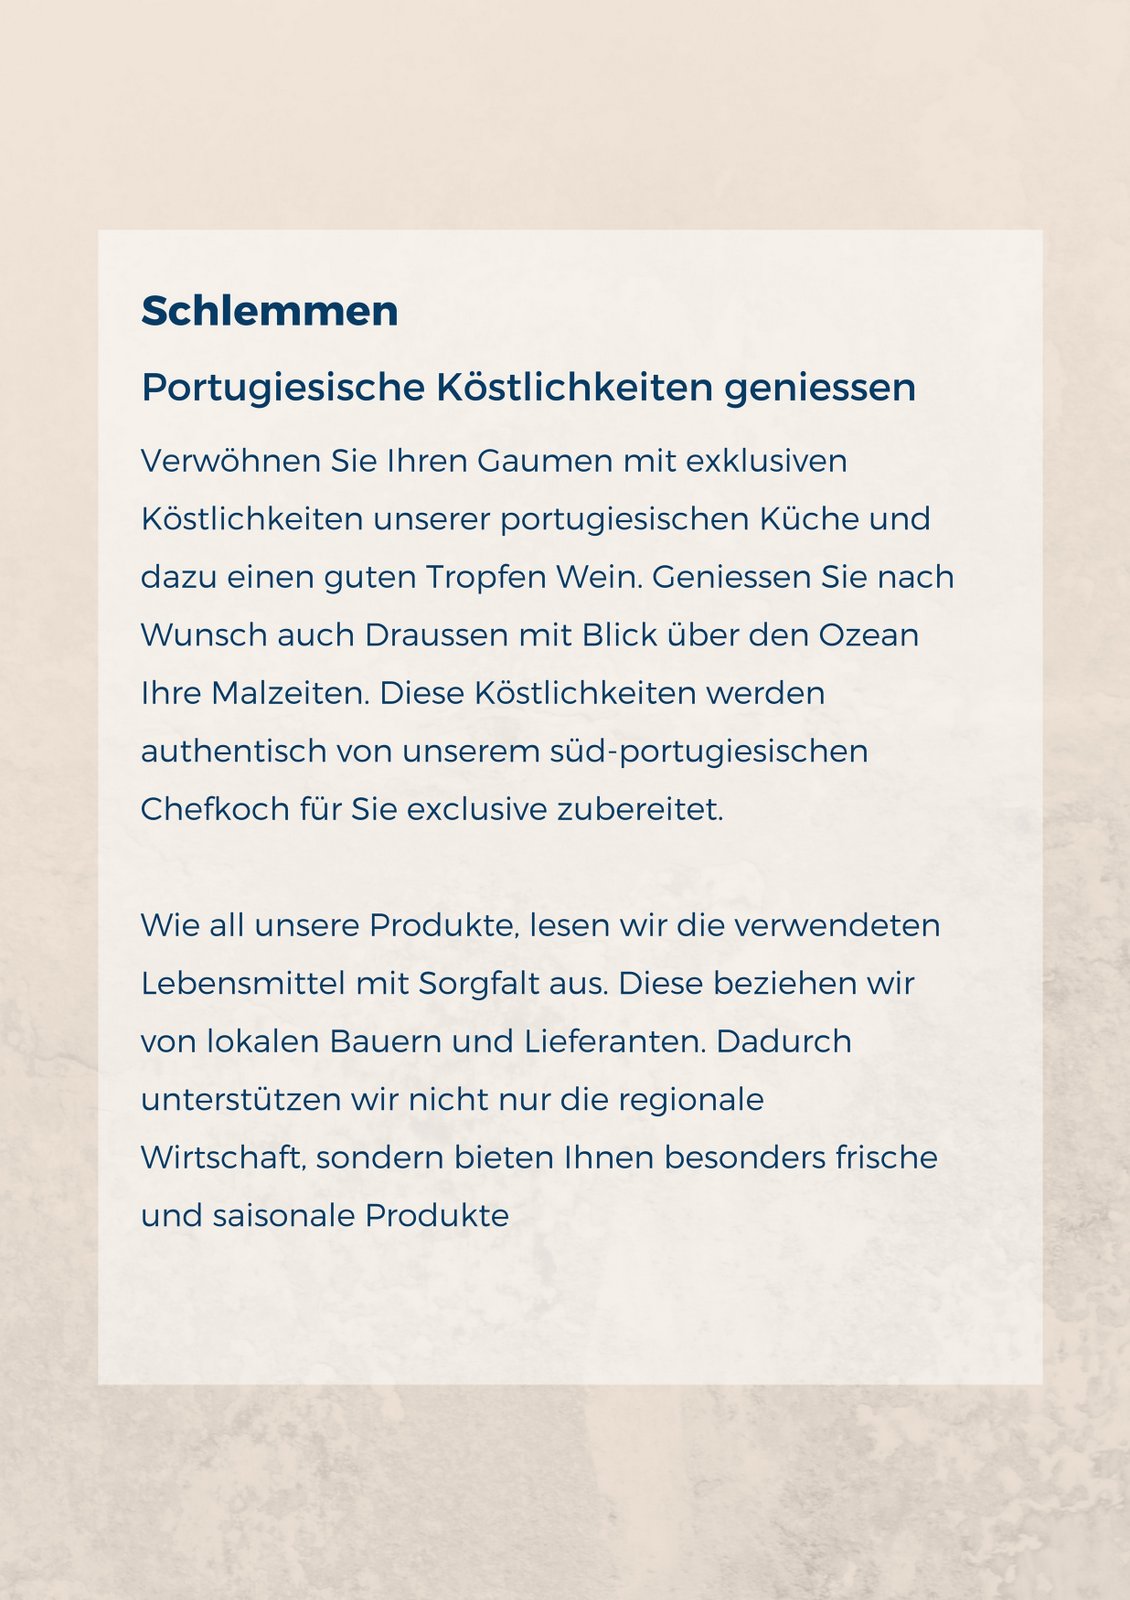 Schlemmen
Portugiesische Köstlichkeiten geniessen
Verwöhnen Sie Ihren Gaumen mit exklusiven
Köstlichkeiten unserer portugiesischen Küche und
dazu einen guten Tropfen Wein. Geniessen Sie nach
Wunsch auch Draussen mit Blick über den Ozean
Ihre Malzeiten. Diese Köstlichkeiten werden
authentisch von unserem süd-portugiesischen
Chefkoch für Sie exclusive zubereitet.
Wie all unsere Produkte, lesen wir die verwendeten
Lebensmittel mit Sorgfalt aus. Diese beziehen wir
von lokalen Bauern und Lieferanten. Dadurch
unterstützen wir nicht nur die regionale
Wirtschaft, sondern bieten Ihnen besonders frische
und saisonale Produkte